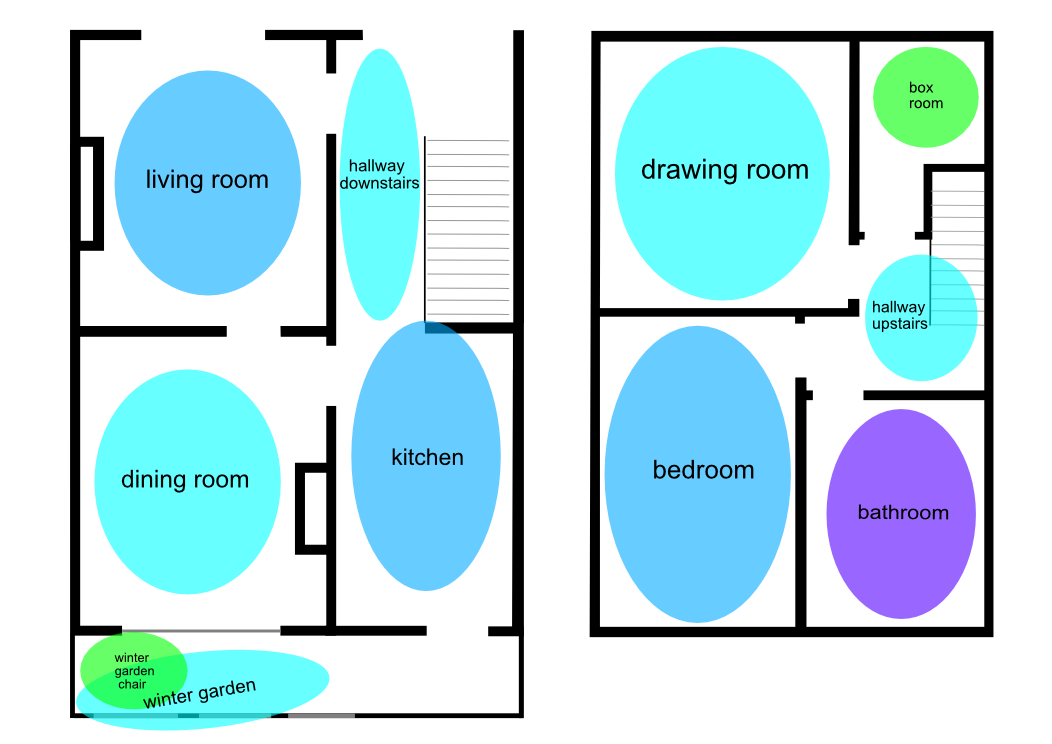 living room
hallway
downstairs
dining room
kitchen
winter
garden
chair
winter garden
drawing room
box
room
hallway
upstairs
bedroom
bathroom